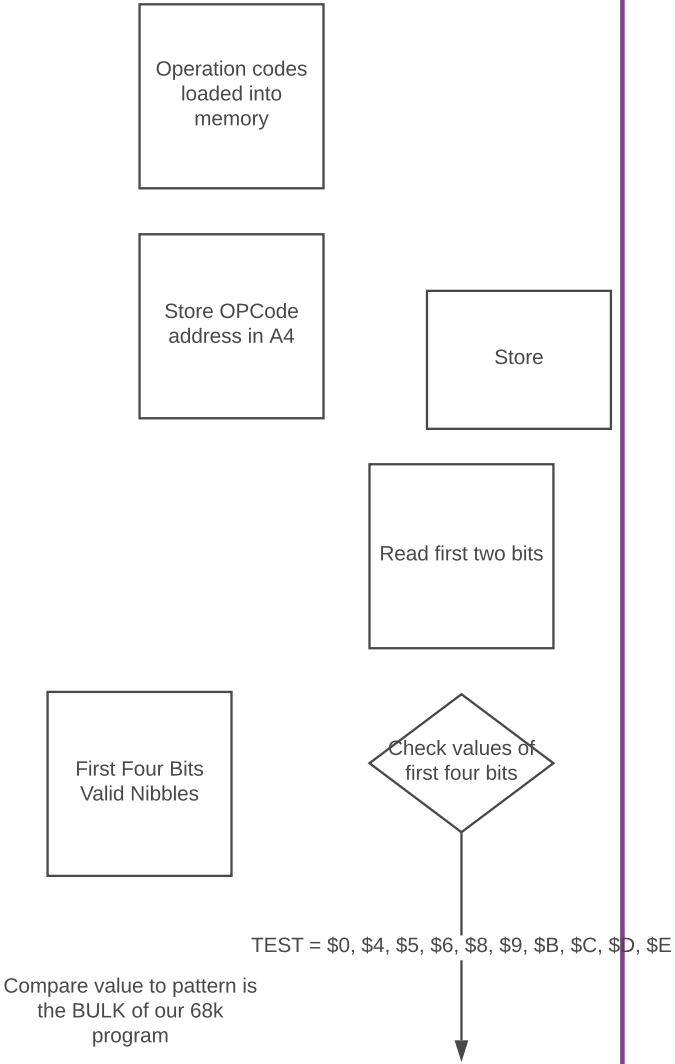 Operation codes
loaded into
memory
Store OPCode
address in A4
Store
Read first two bits
Check values of
first four bits
First Four Bits
Valid Nibbles
TEST = $0, $4, $5, $6, $8, $9, $B, $C, $D, $E
Compare value to pattern is
the BULK of our 68k
program